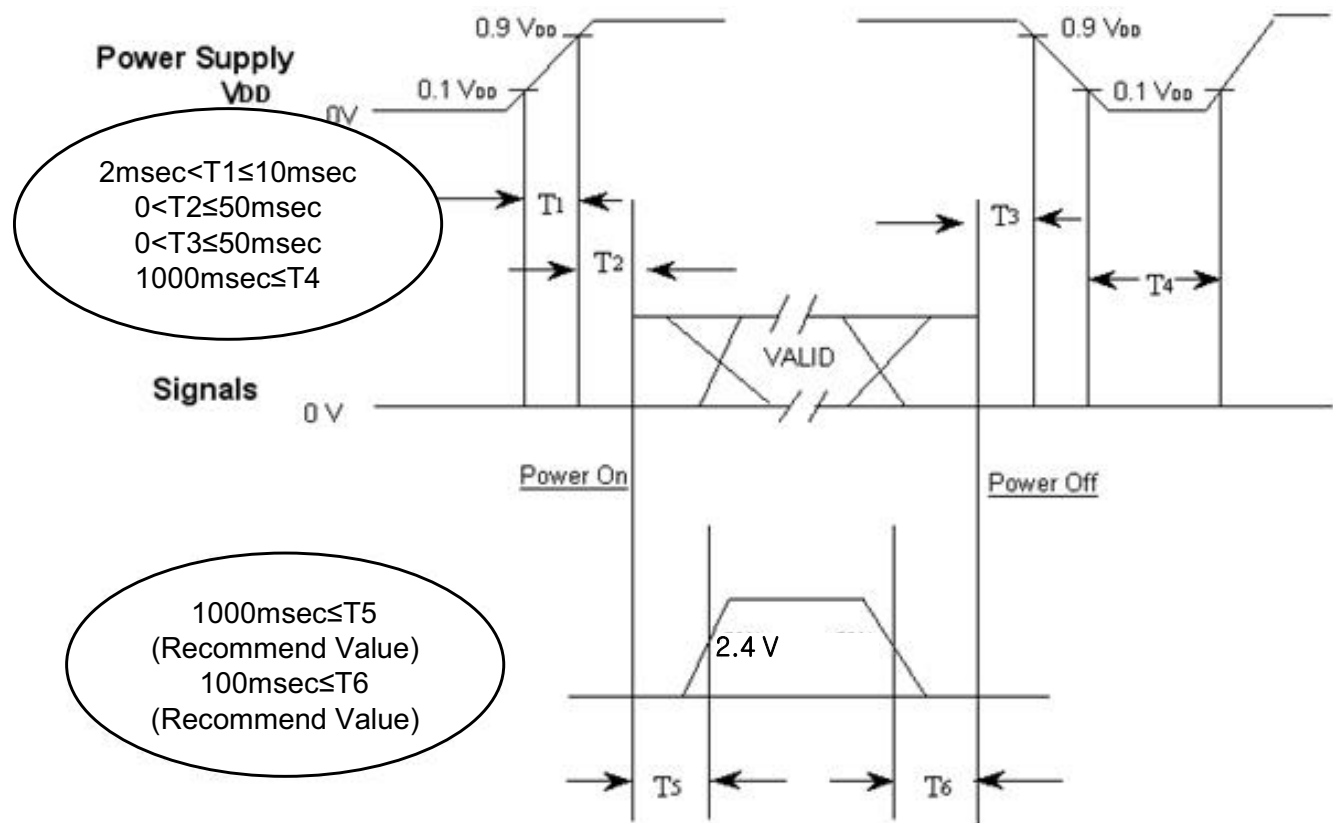 0.9 VDD
0.9 VDD
Power Supply
VDD
0.1 VDD
0.1 VDD
0V
2msec<T1≤10msec
0<T2≤50msec
0<T3≤50msec
1000msec≤T4
T1
T3
T2
T4
VALID
Signals
0 V
Power On
Power Off
1000msec≤T5
(Recommend Value)
100msec≤T6
(Recommend Value)
2.4 V
T5
T6